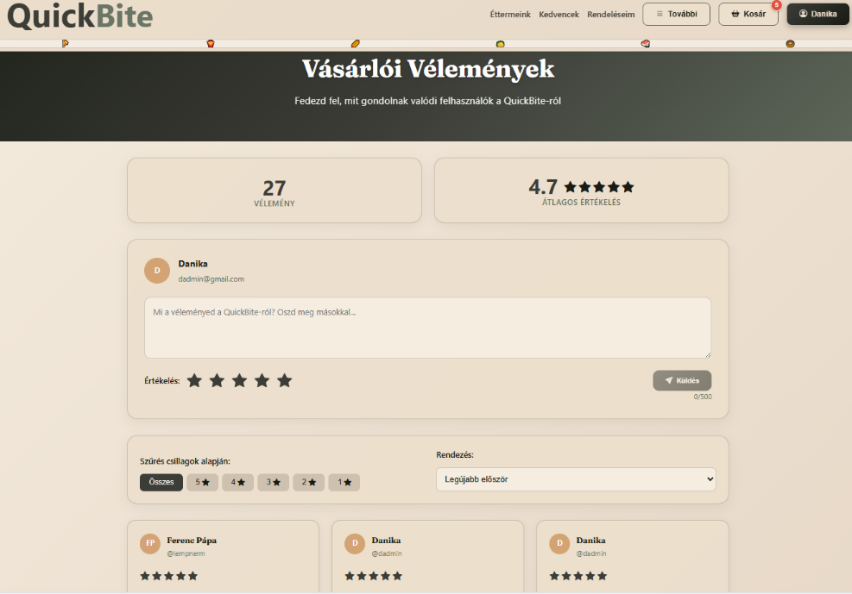 QuickBite
Éttermeink Kedvencek Rendeléseim További Kosár 5 Danika
Vásárlói Vélemények
Fedezd fel, mit gondolnak valódi felhasználók a QuickBite-ról
27
VÉLEMÉNY
4.7
ÁTLAGOS ÉRTÉKELÉS
D
Danika
dadmin@gmail.com
Mi a véleményed a QuickBite-ról? Oszd meg másokkal...
Értékelés:
Küldés
0/500
Szűrés csillagok alapján:
Összes 5 4 3 2 1
Rendezés:
Legújabb először
FP Ferenc Pápa
D Danika
@dadmin
D Danika
@dadmin